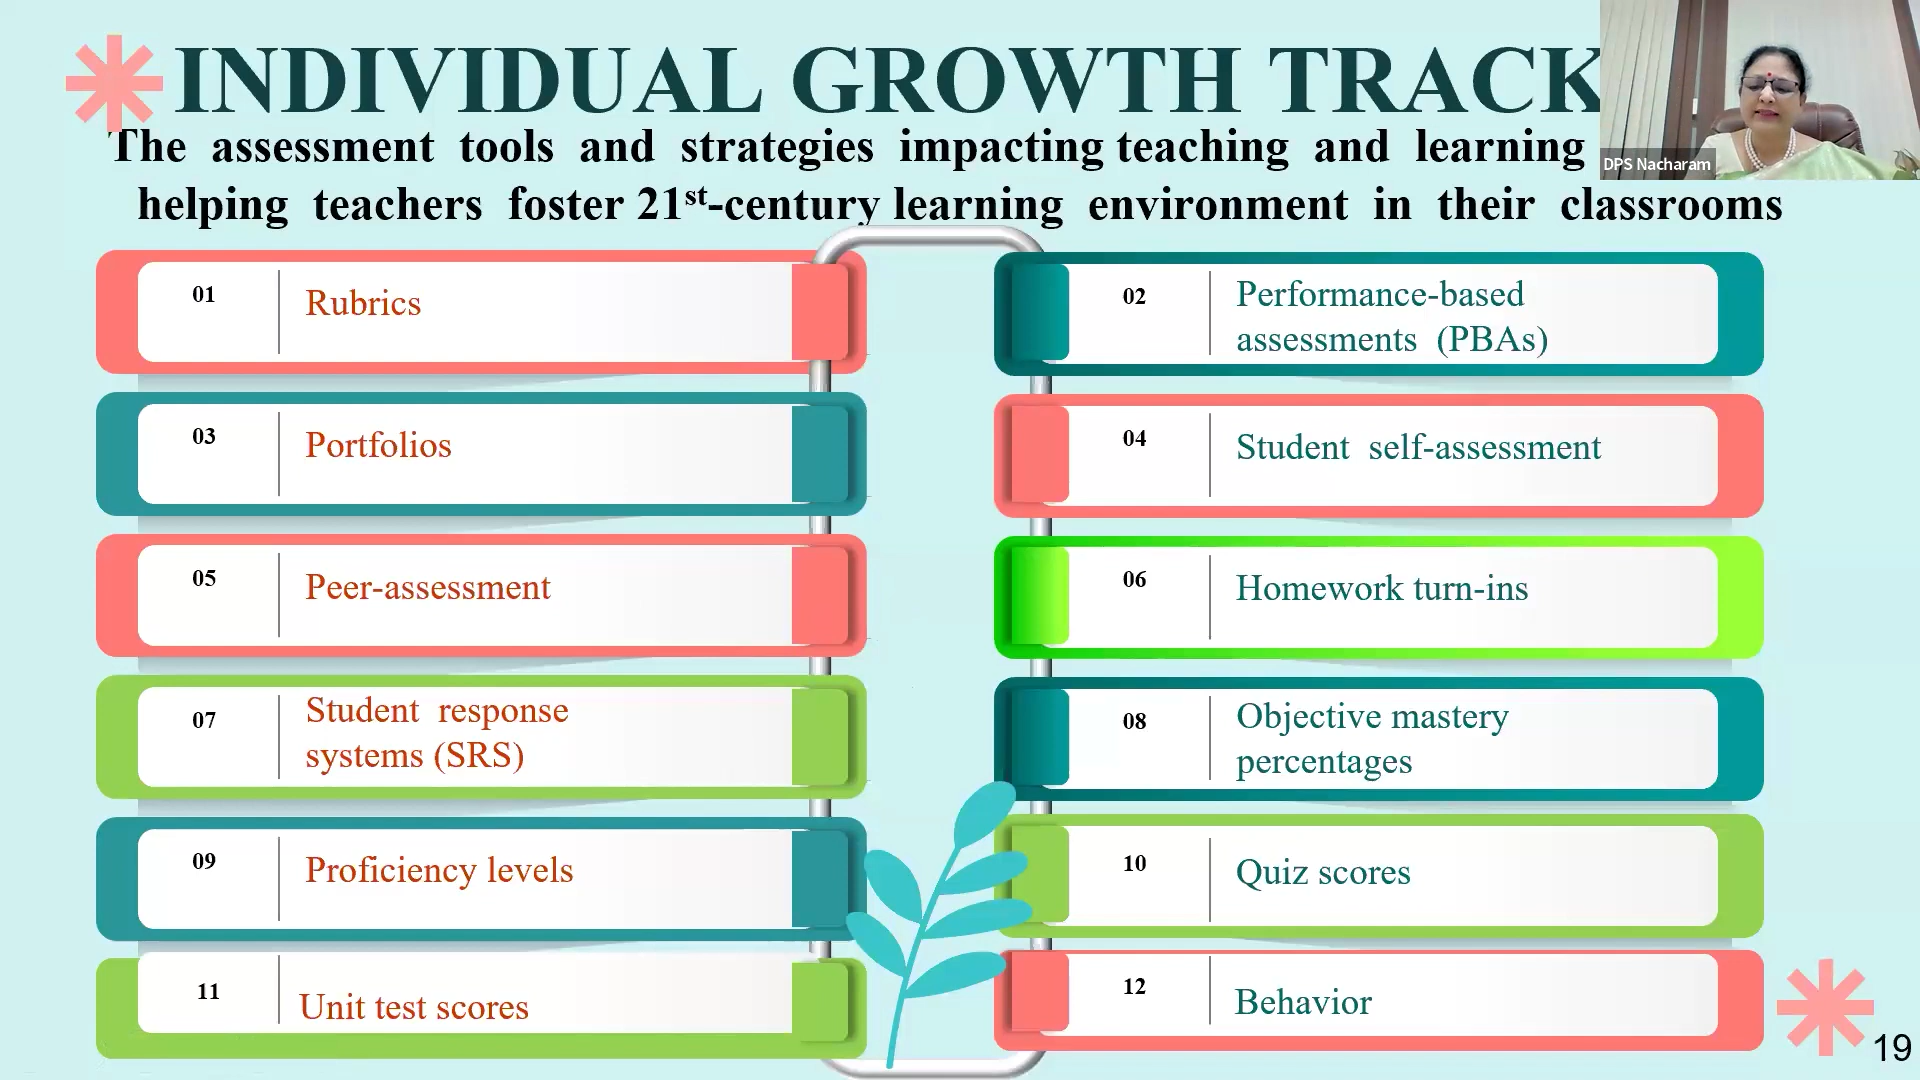 INDIVIDUAL GROWTH TRACK
The assessment tools and strategies impacting teaching and learning
DPS Nacharam
helping teachers foster 21st-century learning environment in their classrooms
01 Rubrics
02 Performance-based
assessments (PBAs)
03 Portfolios
04 Student self-assessment
05 Peer-assessment
06 Homework turn-ins
07 Student response
systems (SRS)
08 Objective mastery
percentages
09 Proficiency levels
10 Quiz scores
11 Unit test scores
12 Behavior
19